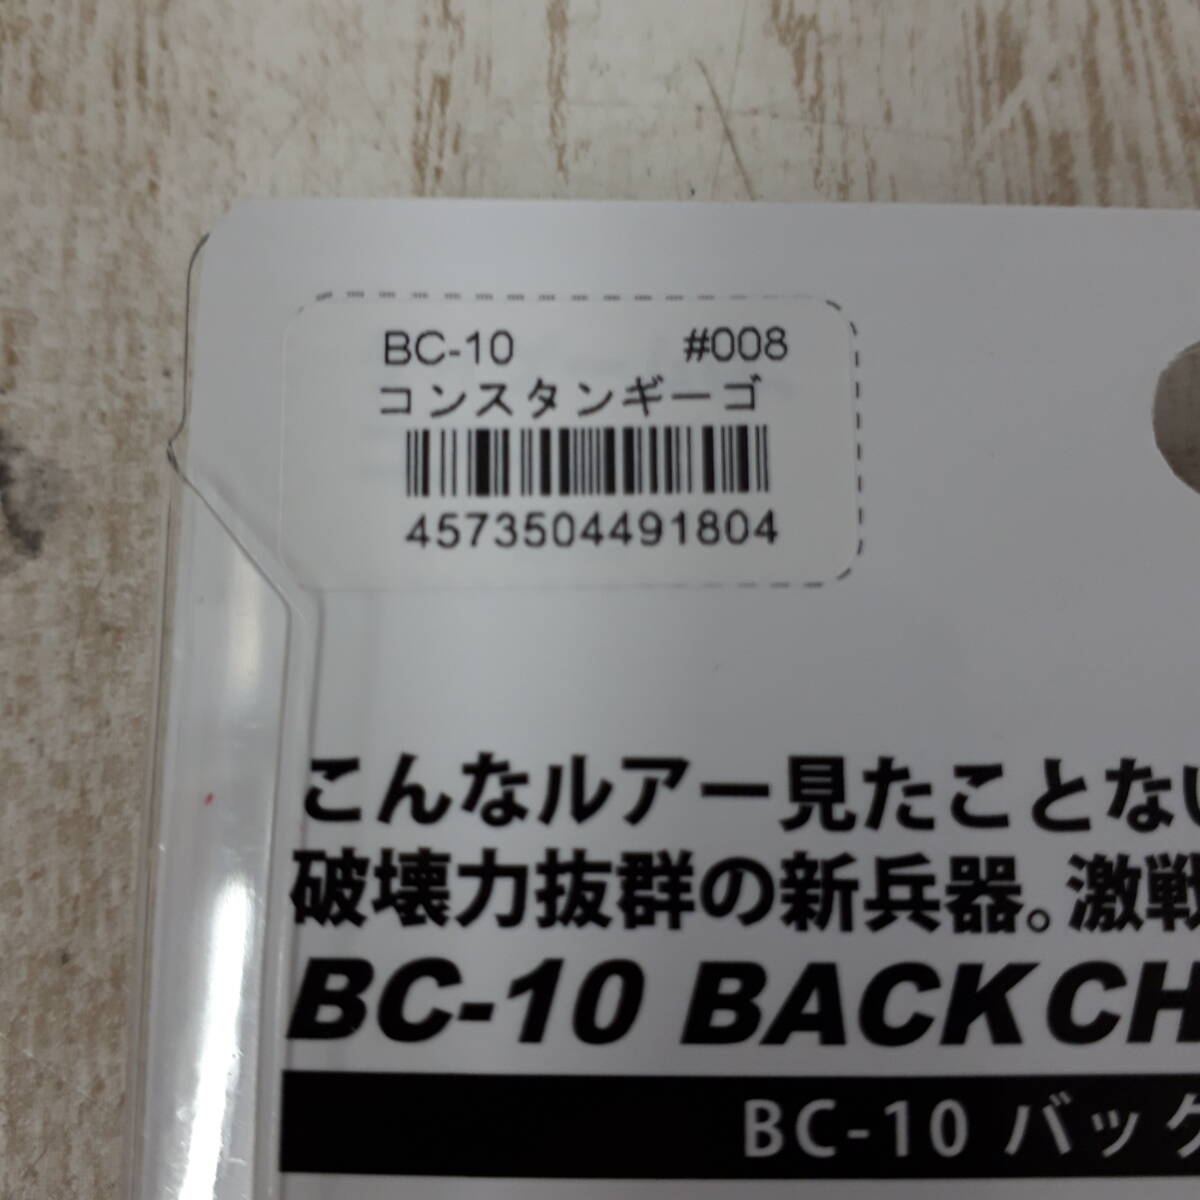 BC-10 #008
コンスタンギーゴ
4573504491804
こんなルアー見たことない
破壊力抜群の新兵器。激戦
BC-10 BACK CH
BC-10 バック